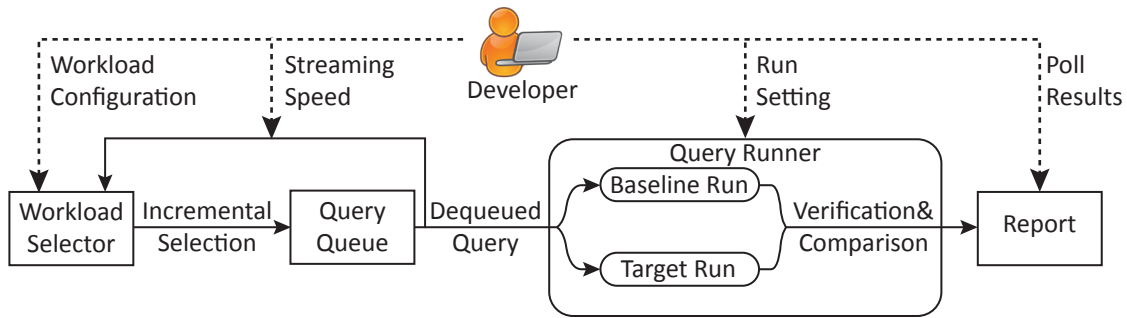 Workload
Configuration
Streaming
Speed
Developer
Run
Setting
Poll
Results
Workload
Selector
Incremental
Selection
Query
Queue
Dequeued
Query
Query Runner
Baseline Run
Target Run
Verification&
Comparison
Report